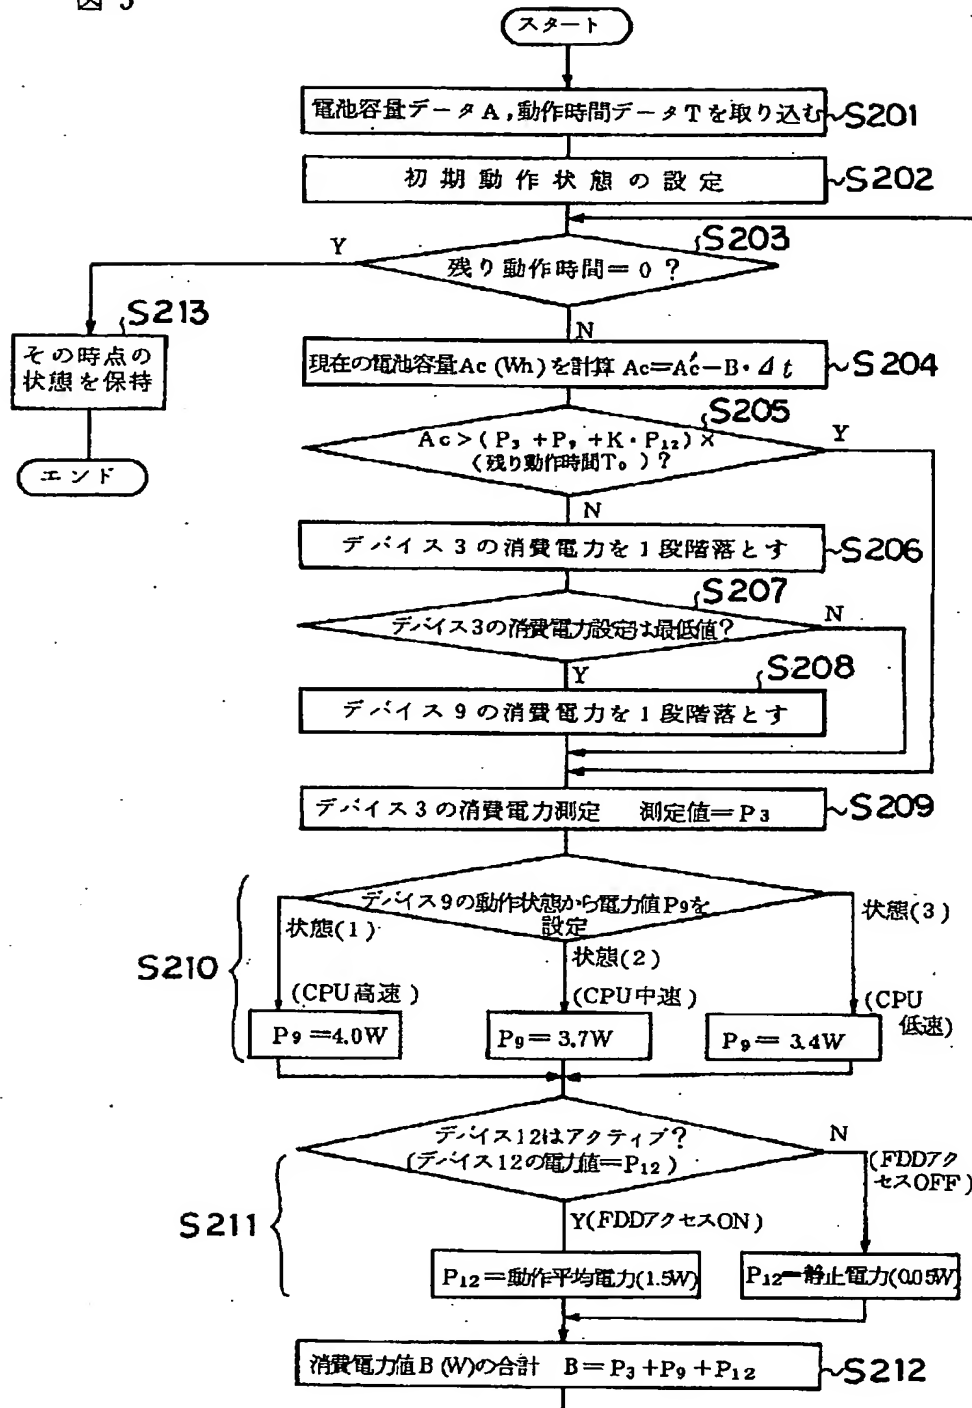 図 5
スタート
電池容量データA,動作時間データTを取り込む
S201
初期動作状態の設定
S202
S203
Y
残り動作時間=0?
S213
N
その時点の
状態を保持
現在の電池容量Ac (Wh) を計算 Ac=Ac′−B・Δt
S204
S205
Ac>(P3+P9+K・P12)×
(残り動作時間T0)?
Y
エンド
N
デバイス3の消費電力を1段階落とす
S206
S207
デバイス3の消費電力設定は最低値?
N
Y
S208
デバイス9の消費電力を1段階落とす
デバイス3の消費電力測定 測定値=P3
S209
デバイス9の動作状態から電力値P9を
設定
状態(1)
状態(2)
状態(3)
S210
(CPU高速)
(CPU中速)
(CPU
低速)
P9=4.0W
P9=3.7W
P9=3.4W
デバイス12はアクティブ?
(デバイス12の電力値=P12)
N
(FDDアク
セスOFF)
S211
Y(FDDアクセスON)
P12=動作平均電力(1.5W)
P12=静止電力(0.05W)
消費電力値B(W)の合計 B=P3+P9+P12
S212